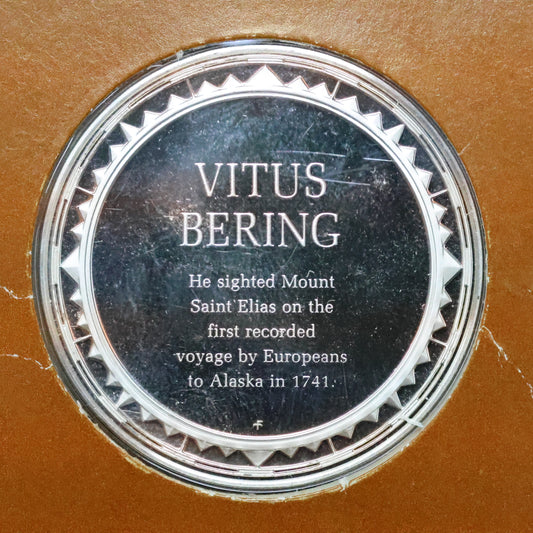 VITUS
BERING
He sighted Mount
Saint Elias on the
first recorded
voyage by Europeans
to Alaska in 1741.